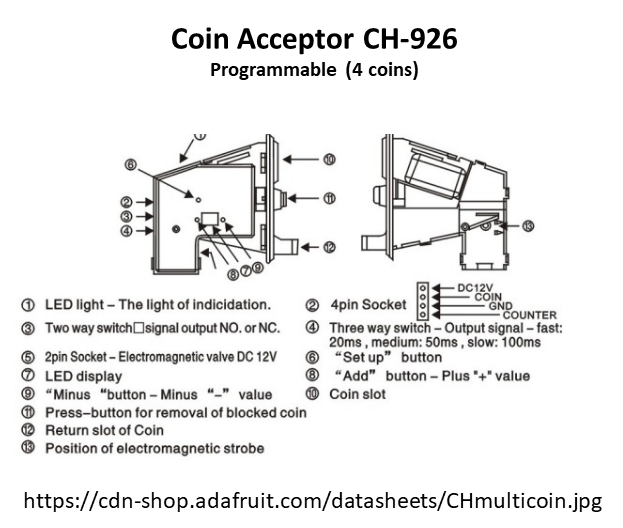 Coin Acceptor CH-926
Programmable (4 coins)
① ⑥ ② ③ ④ ⑧ ⑦ ⑨ ⑩ ⑪ ⑫ ⑬
① LED light – The light of indicidation.
② 4pin Socket
DC12V
COIN
GND
COUNTER
③ Two way switch□signal output NO. or NC.
④ Three way switch – Output signal – fast:
20ms , medium: 50ms , slow: 100ms
⑤ 2pin Socket – Electromagnetic valve DC 12V
⑥ “Set up” button
⑦ LED display
⑧ “Add” button – Plus "+" value
⑨ “Minus “button – Minus “–” value
⑩ Coin slot
⑪ Press–button for removal of blocked coin
⑫ Return slot of Coin
⑬ Position of electromagnetic strobe
https://cdn-shop.adafruit.com/datasheets/CHmulticoin.jpg